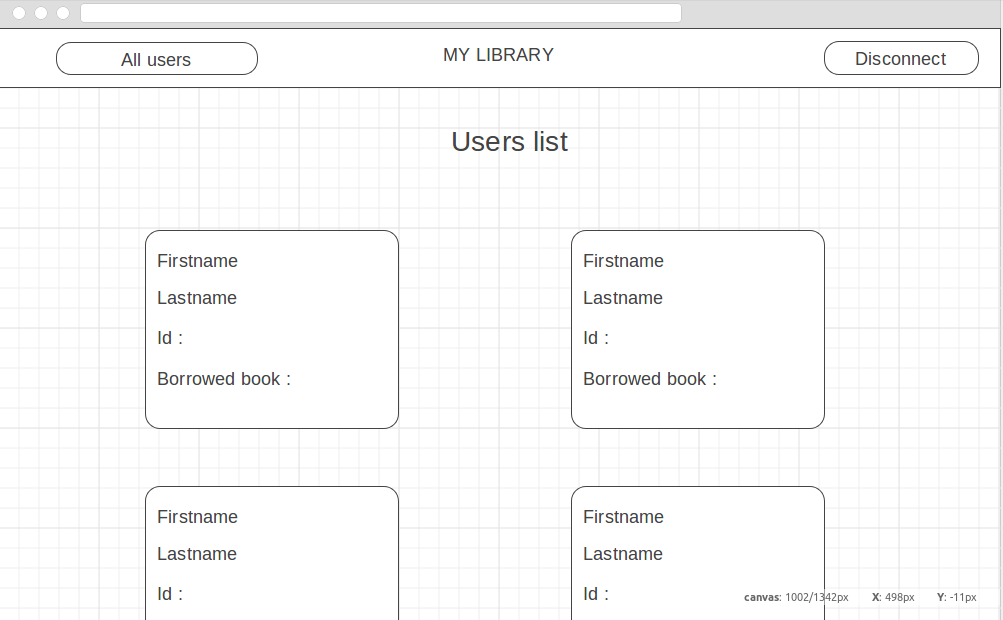 All users
MY LIBRARY
Disconnect
Users list
Firstname
Lastname
Id :
Borrowed book :
Firstname
Lastname
Id :
Borrowed book :
Firstname
Lastname
Id :
Firstname
Lastname
Id :
canvas: 1002/1342px X: 498px Y: -11px